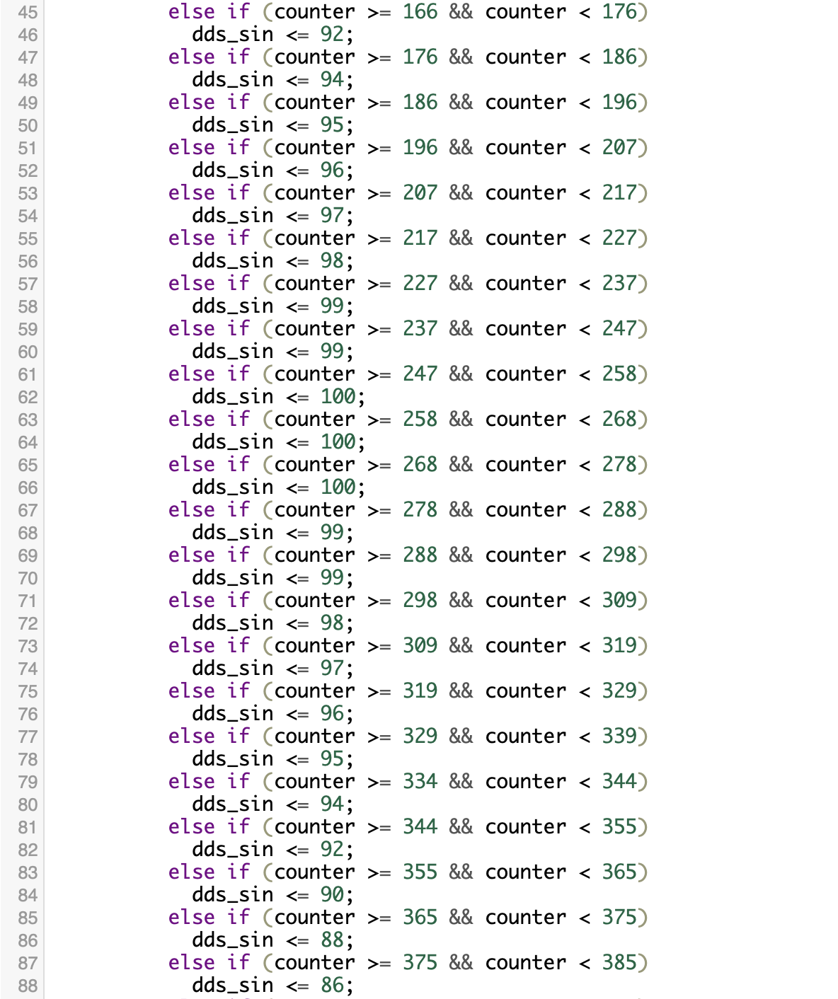 45 else if (counter >= 166 && counter < 176)
46 dds_sin <= 92;
47 else if (counter >= 176 && counter < 186)
48 dds_sin <= 94;
49 else if (counter >= 186 && counter < 196)
50 dds_sin <= 95;
51 else if (counter >= 196 && counter < 207)
52 dds_sin <= 96;
53 else if (counter >= 207 && counter < 217)
54 dds_sin <= 97;
55 else if (counter >= 217 && counter < 227)
56 dds_sin <= 98;
57 else if (counter >= 227 && counter < 237)
58 dds_sin <= 99;
59 else if (counter >= 237 && counter < 247)
60 dds_sin <= 99;
61 else if (counter >= 247 && counter < 258)
62 dds_sin <= 100;
63 else if (counter >= 258 && counter < 268)
64 dds_sin <= 100;
65 else if (counter >= 268 && counter < 278)
66 dds_sin <= 100;
67 else if (counter >= 278 && counter < 288)
68 dds_sin <= 99;
69 else if (counter >= 288 && counter < 298)
70 dds_sin <= 99;
71 else if (counter >= 298 && counter < 309)
72 dds_sin <= 98;
73 else if (counter >= 309 && counter < 319)
74 dds_sin <= 97;
75 else if (counter >= 319 && counter < 329)
76 dds_sin <= 96;
77 else if (counter >= 329 && counter < 339)
78 dds_sin <= 95;
79 else if (counter >= 334 && counter < 344)
80 dds_sin <= 94;
81 else if (counter >= 344 && counter < 355)
82 dds_sin <= 92;
83 else if (counter >= 355 && counter < 365)
84 dds_sin <= 90;
85 else if (counter >= 365 && counter < 375)
86 dds_sin <= 88;
87 else if (counter >= 375 && counter < 385)
88 dds_sin <= 86;